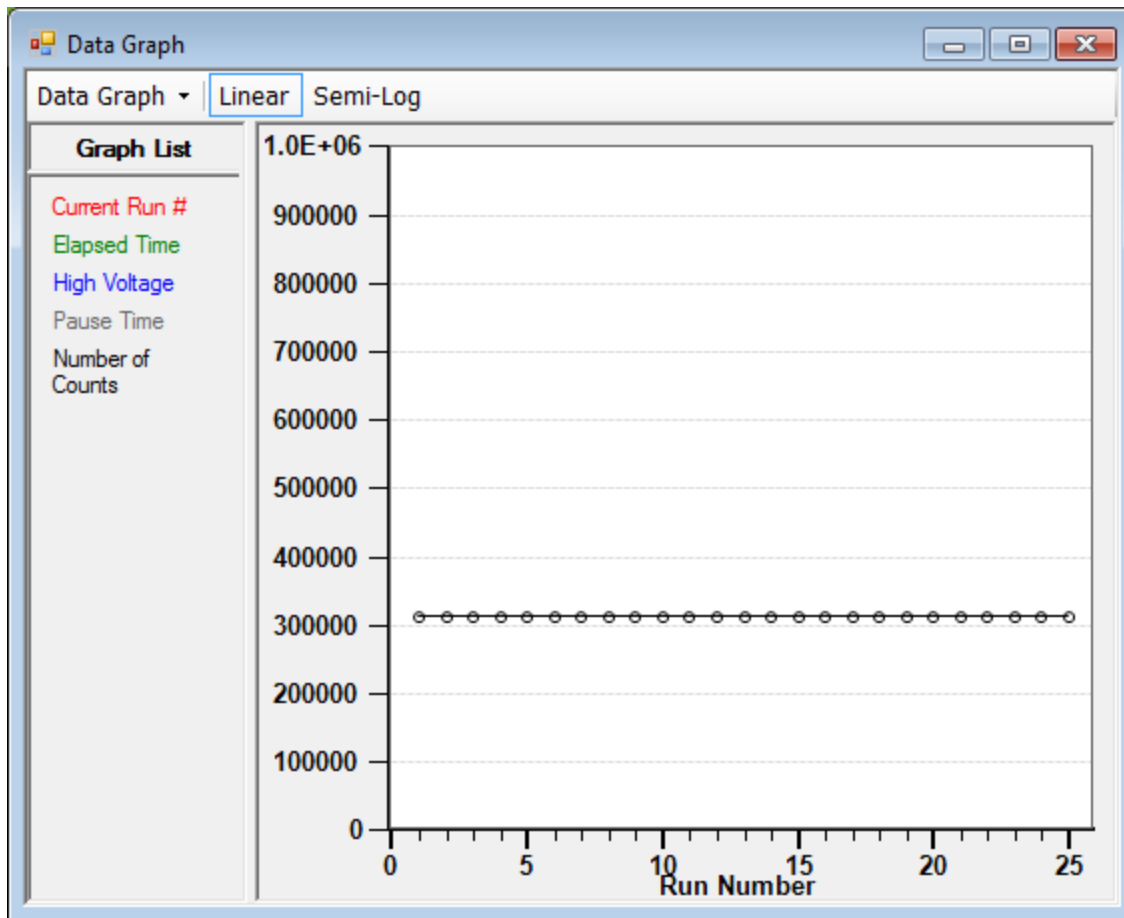 Data Graph
Data Graph Linear Semi-Log
Graph List
Current Run #
Elapsed Time
High Voltage
Pause Time
Number of
Counts
1.0E+06
900000
800000
700000
600000
500000
400000
300000
200000
100000
0
0 5 10 15 20 25
Run Number